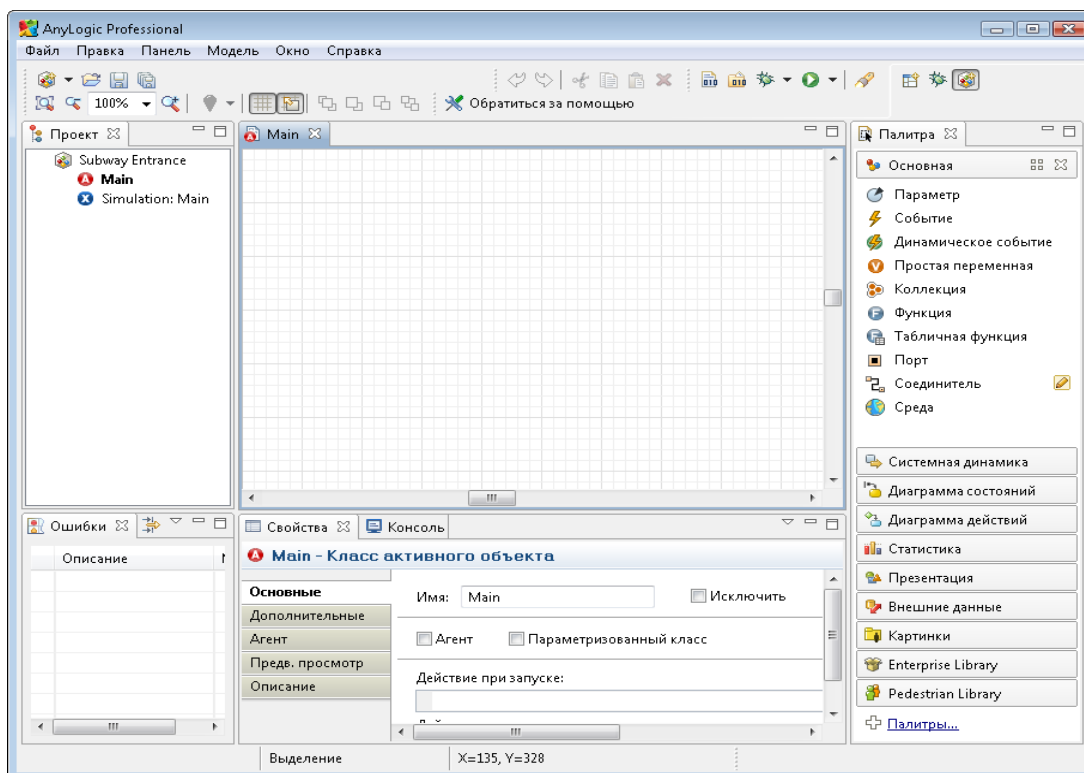 AnyLogic Professional
Файл Правка Панель Модель Окно Справка
100%
Обратиться за помощью
Проект
Subway Entrance
Main
Simulation: Main
Main
Палитра
Основная
Параметр
Событие
Динамическое событие
Простая переменная
Коллекция
Функция
Табличная функция
Порт
Соединитель
Среда
Системная динамика
Диаграмма состояний
Диаграмма действий
Статистика
Презентация
Внешние данные
Картинки
Enterprise Library
Pedestrian Library
Палитры...
Ошибки
Описание
Свойства Консоль
Main - Класс активного объекта
Основные
Дополнительные
Агент
Предв. просмотр
Описание
Имя: Main Исключить
Агент Параметризованный класс
Действие при запуске:
Выделение X=135, Y=328